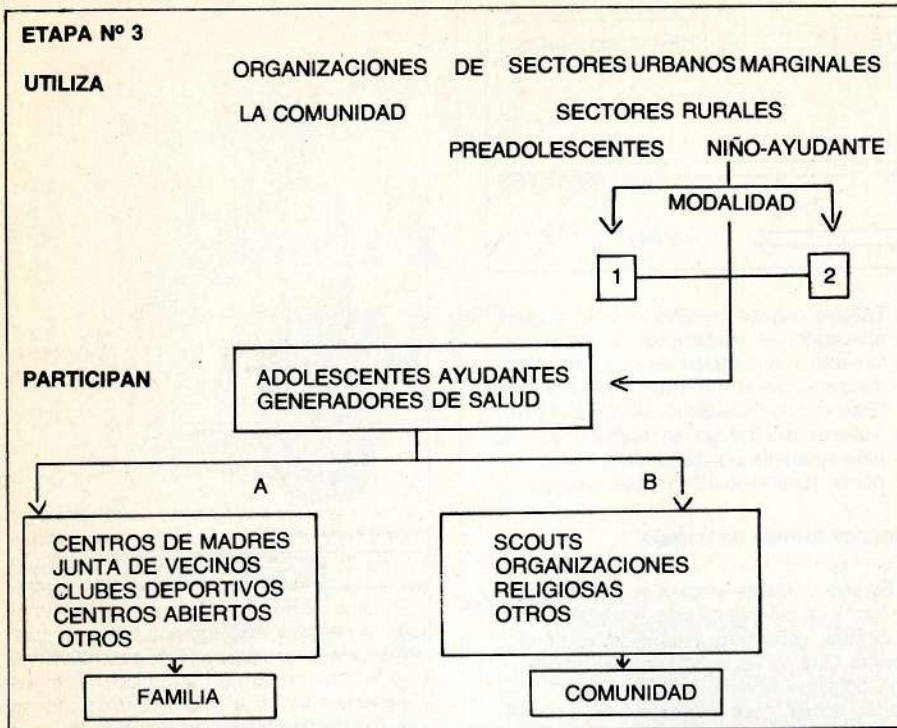 ETAPA Nº 3
UTILIZA
ORGANIZACIONES DE SECTORES URBANOS MARGINALES
LA COMUNIDAD SECTORES RURALES
PREADOLESCENTES NIÑO-AYUDANTE
MODALIDAD
1 2
PARTICIPAN
ADOLESCENTES AYUDANTES
GENERADORES DE SALUD
A B
CENTROS DE MADRES
JUNTA DE VECINOS
CLUBES DEPORTIVOS
CENTROS ABIERTOS
OTROS
SCOUTS
ORGANIZACIONES
RELIGIOSAS
OTROS
FAMILIA
COMUNIDAD